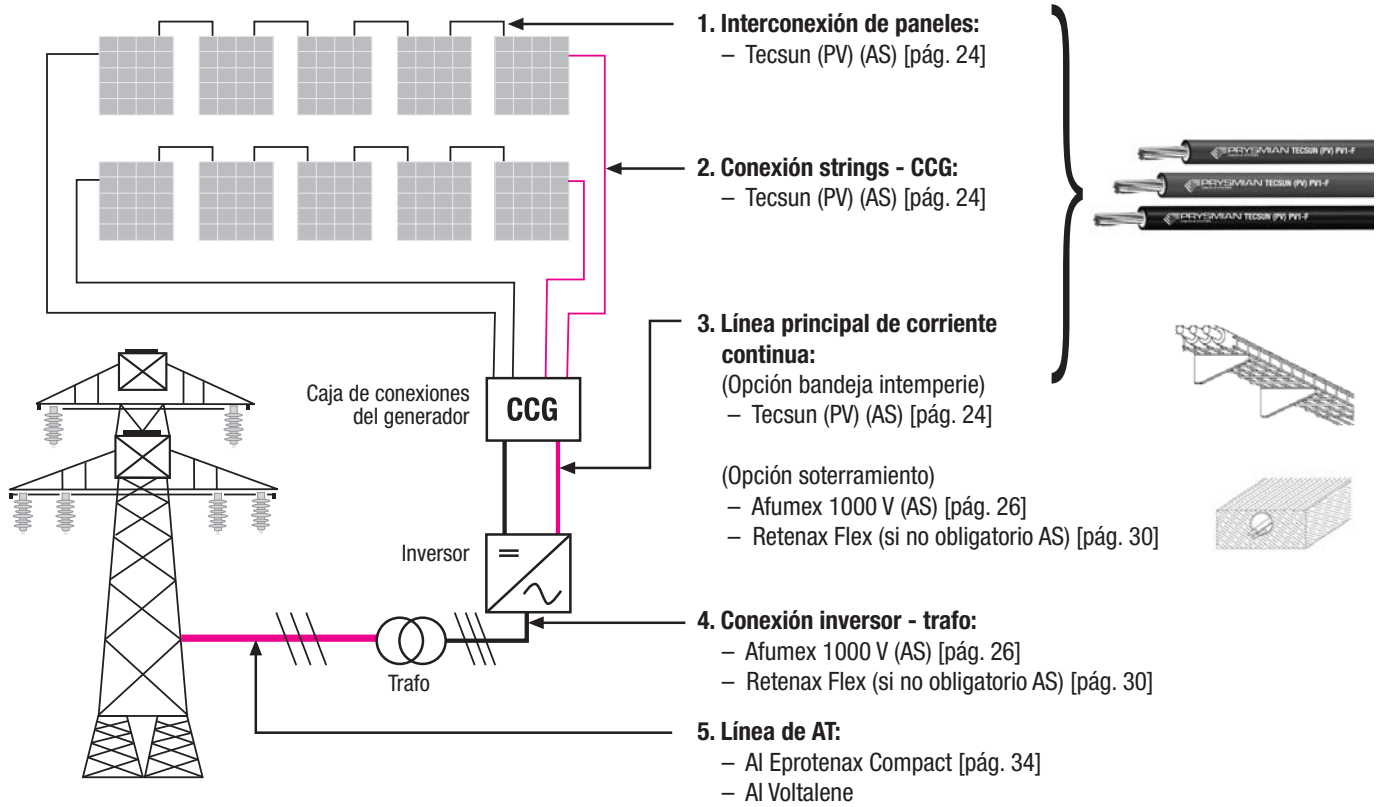 1. Interconexión de paneles:
– Tecsun (PV) (AS) [pág. 24]
PRYSMIAN TECSUN (PV) PV1-F
PRYSMIAN TECSUN (PV) PV1-F
PRYSMIAN TECSUN (PV) PV1-F
2. Conexión strings - CCG:
– Tecsun (PV) (AS) [pág. 24]
3. Línea principal de corriente
continua:
(Opción bandeja intemperie)
– Tecsun (PV) (AS) [pág. 24]
(Opción soterramiento)
– Afumex 1000 V (AS) [pág. 26]
– Retenax Flex (si no obligatorio AS) [pág. 30]
Caja de conexiones
del generador
CCG
Inversor
4. Conexión inversor - trafo:
– Afumex 1000 V (AS) [pág. 26]
– Retenax Flex (si no obligatorio AS) [pág. 30]
Trafo
5. Línea de AT:
– Al Eprotenax Compact [pág. 34]
– Al Voltalene